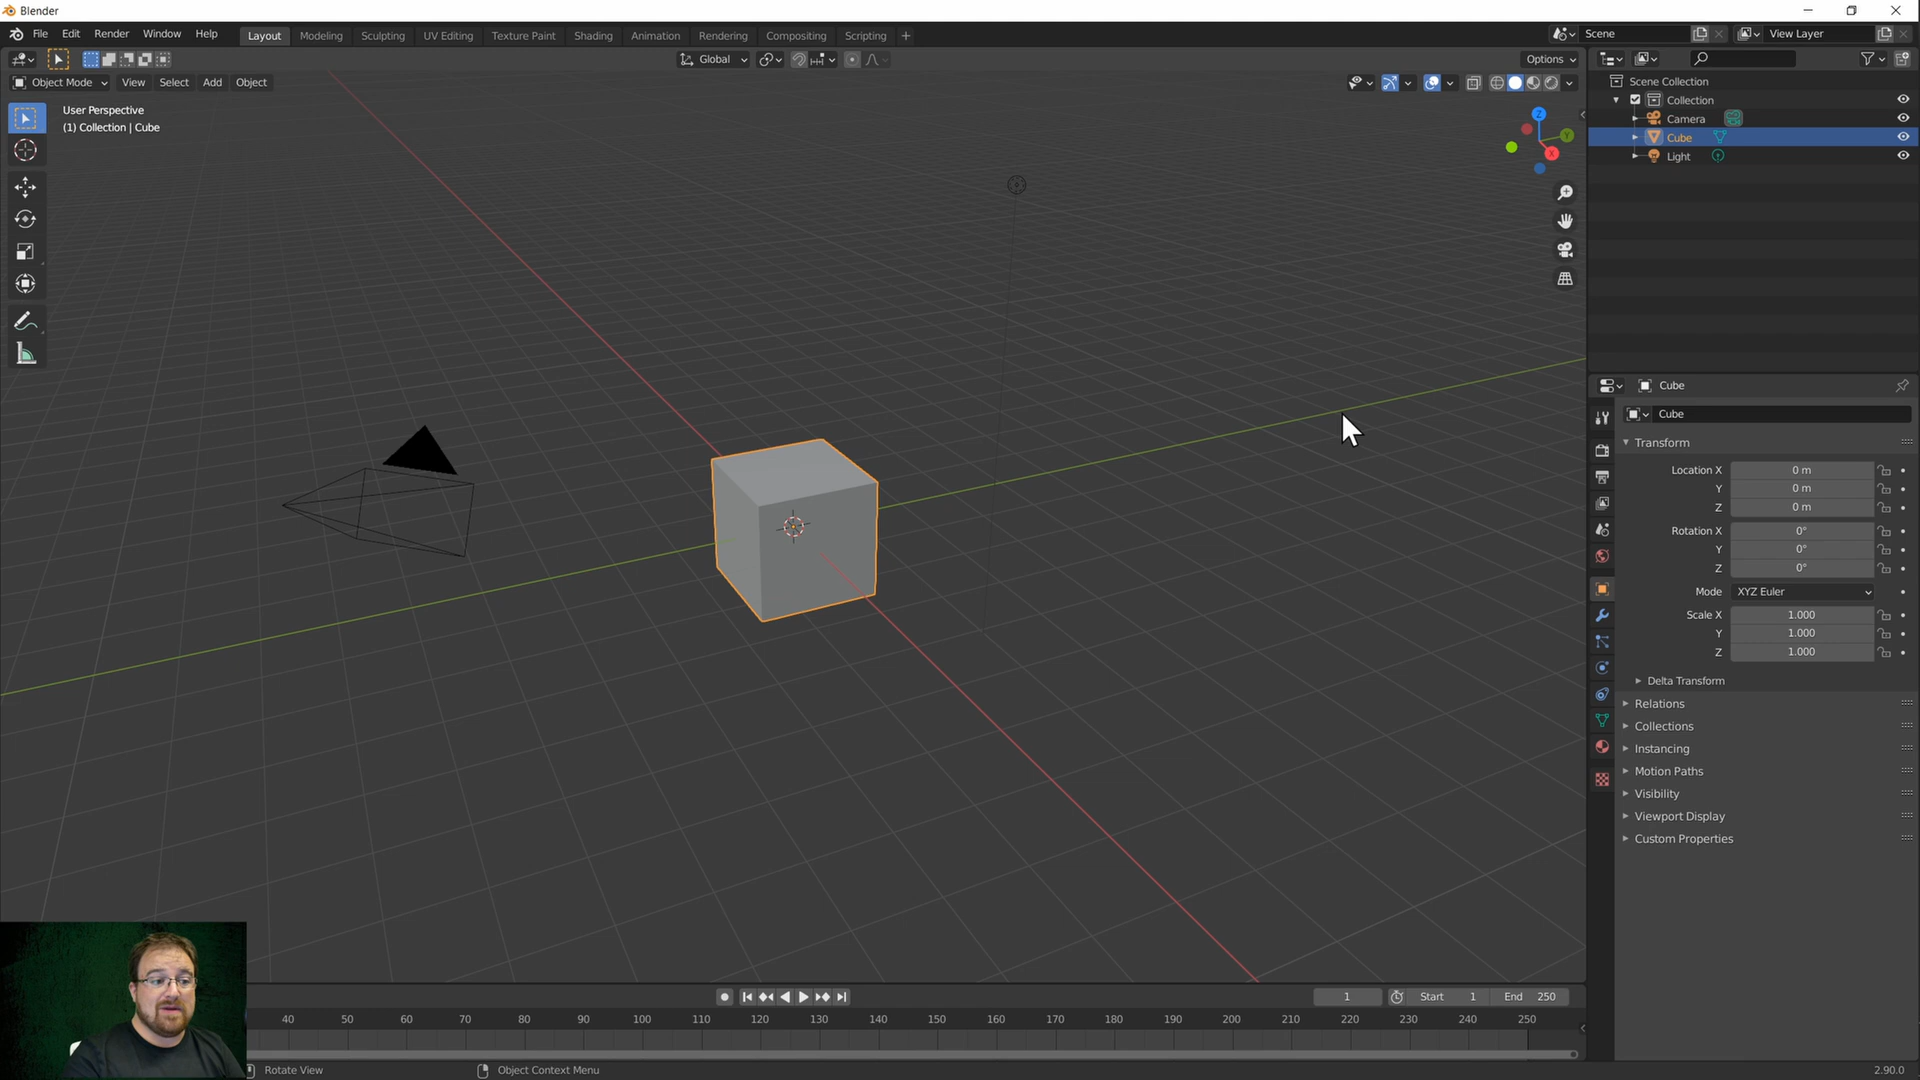 Blender
File Edit Render Window Help Layout Modeling Sculpting UV Editing Texture Paint Shading Animation Rendering Compositing Scripting + Scene View Layer
Global Options
Object Mode View Select Add Object
User Perspective
(1) Collection | Cube
Z
Y
X
Scene Collection
Collection
Camera
Cube
Light
Cube
Cube
Transform
Location X 0 m
Y 0 m
Z 0 m
Rotation X 0°
Y 0°
Z 0°
Mode XYZ Euler
Scale X 1.000
Y 1.000
Z 1.000
Delta Transform
Relations
Collections
Instancing
Motion Paths
Visibility
Viewport Display
Custom Properties
1 Start 1 End 250
40 50 60 70 80 90 100 110 120 130 140 150 160 170 180 190 200 210 220 230 240 250
Rotate View Object Context Menu 2.90.0